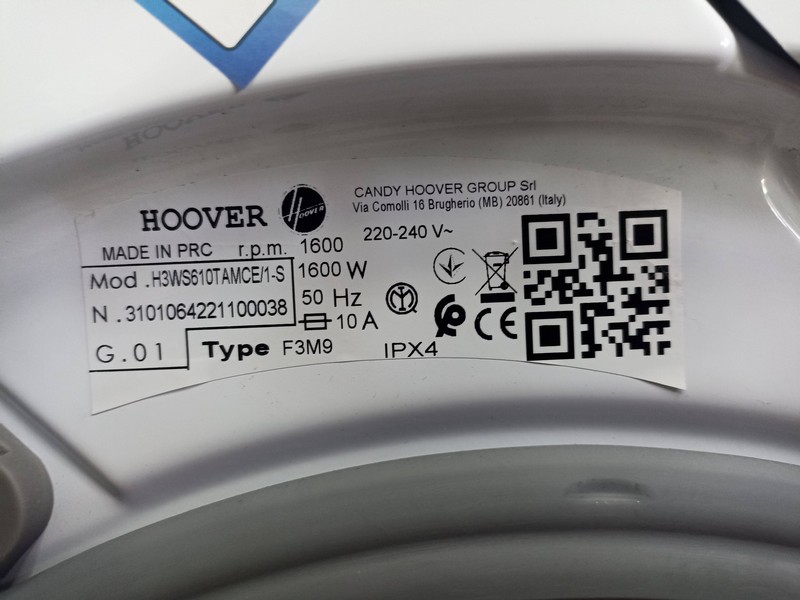 HOOVER
HOOVER
CANDY HOOVER GROUP Srl
Via Comolli 16 Brugherio (MB) 20861 (Italy)
MADE IN PRC r.p.m. 1600 220-240 V~
Mod .H3WS610TAMCE/1-S 1600 W
N .3101064221100038 50 Hz
10 A
G.01 Type F3M9 IPX4
CE